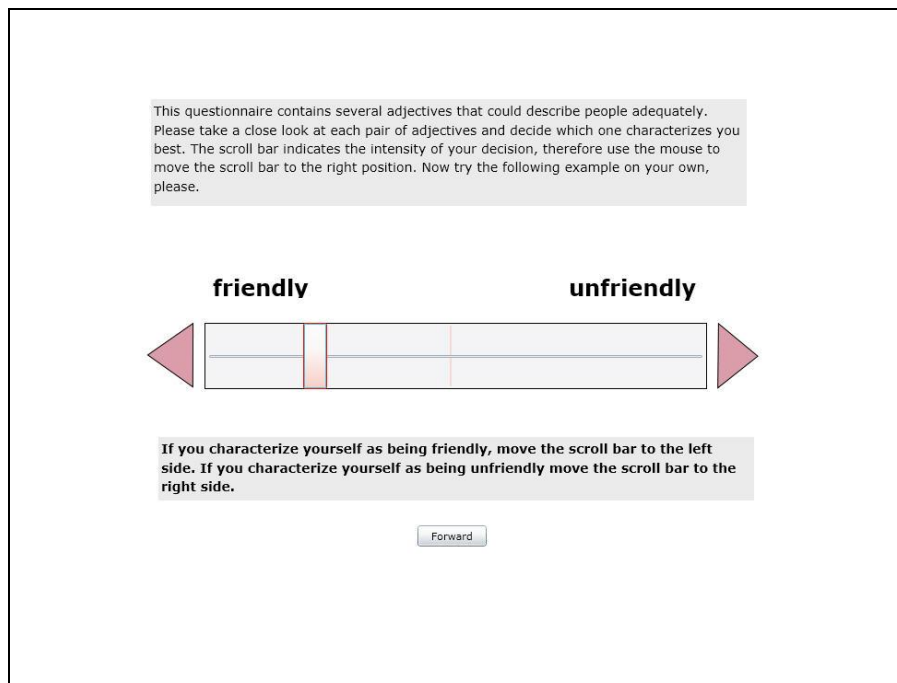 This questionnaire contains several adjectives that could describe people adequately.
Please take a close look at each pair of adjectives and decide which one characterizes you
best. The scroll bar indicates the intensity of your decision, therefore use the mouse to
move the scroll bar to the right position. Now try the following example on your own,
please.
friendly unfriendly
If you characterize yourself as being friendly, move the scroll bar to the left
side. If you characterize yourself as being unfriendly move the scroll bar to the
right side.
Forward